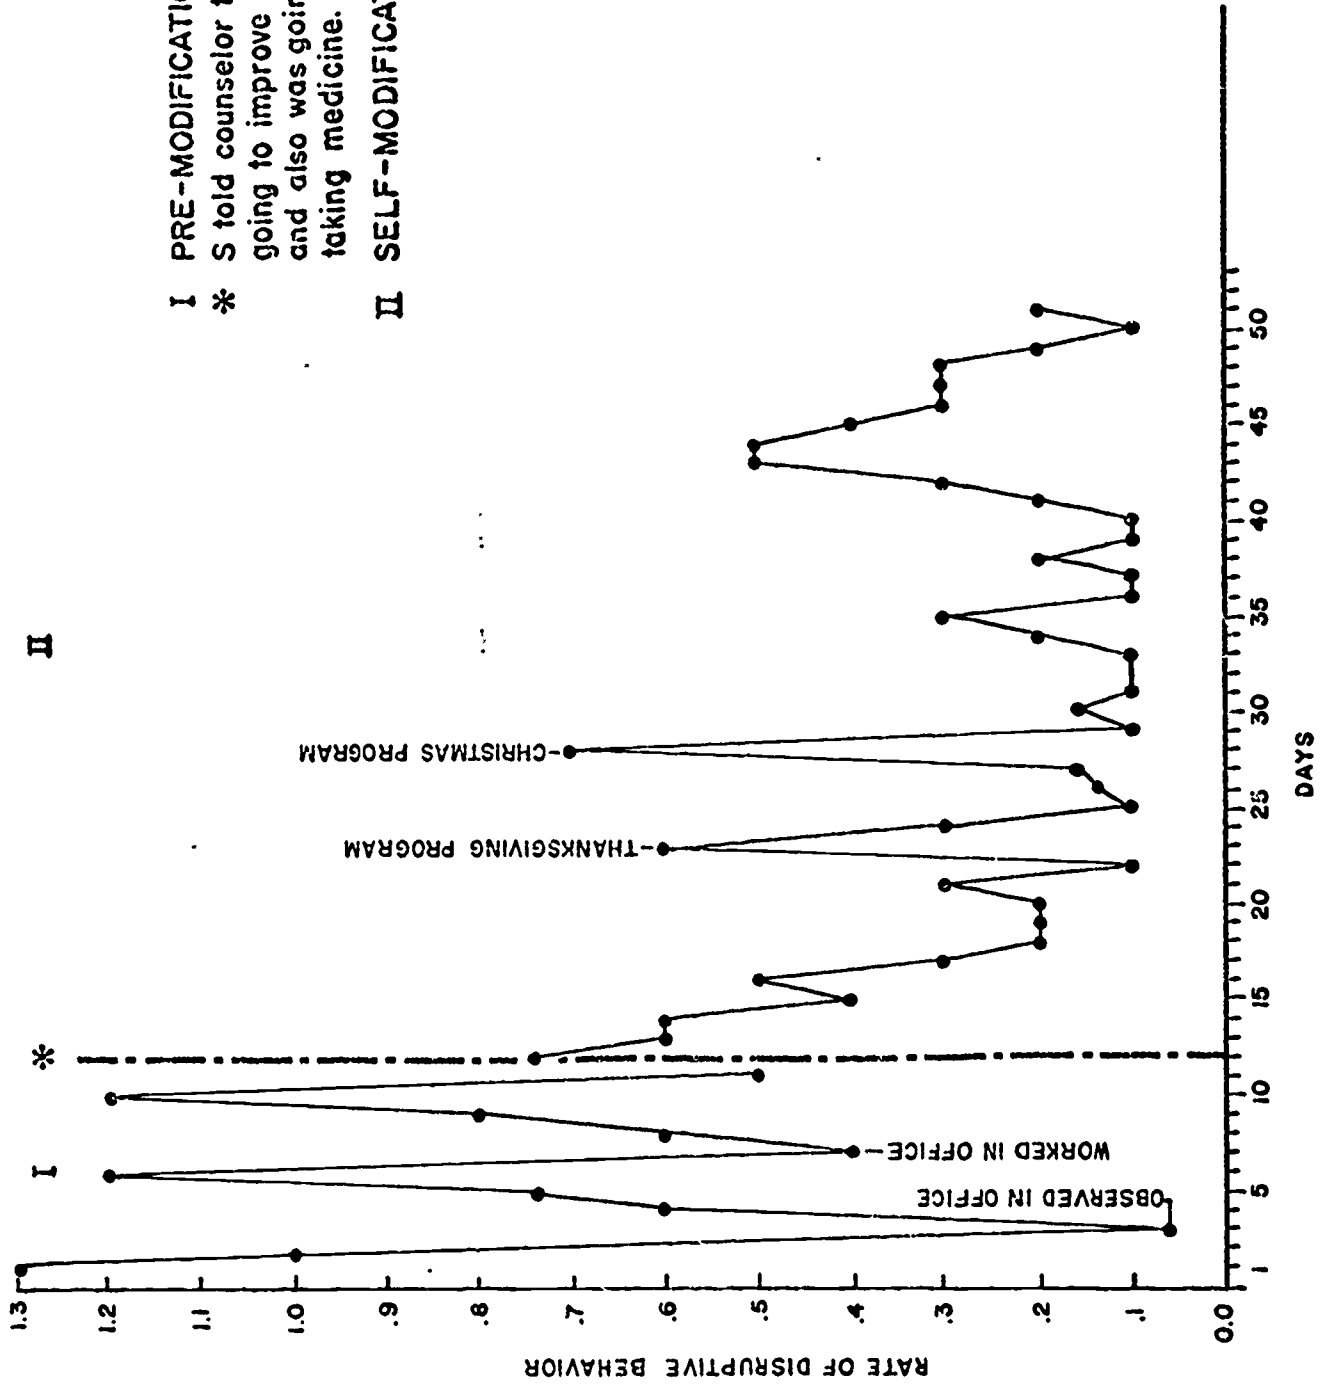 I PRE-MODIFICATIO
* S told counselor t
going to improve
and also was goin
taking medicine.
II SELF-MODIFICAT
I
*
II
RATE OF DISRUPTIVE BEHAVIOR
1.3
1.2
1.1
1.0
.9
.8
.7
.6
.5
.4
.3
.2
.1
0.0
OBSERVED IN OFFICE
WORKED IN OFFICE
THANKSGIVING PROGRAM
CHRISTMAS PROGRAM
1 5 10 15 20 25 30 35 40 45 50
DAYS